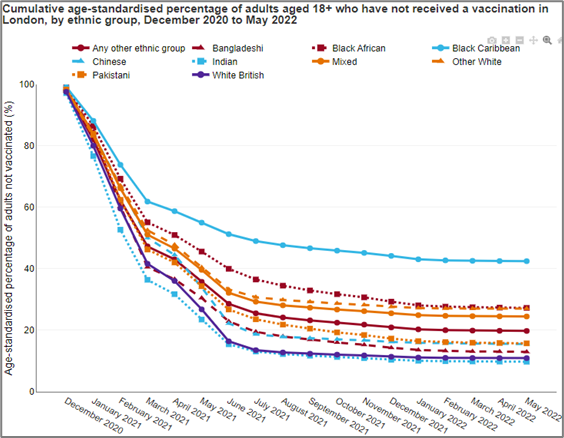 Cumulative age-standardised percentage of adults aged 18+ who have not received a vaccination in
London, by ethnic group, December 2020 to May 2022
Any other ethnic group Bangladeshi Black African Black Caribbean
Chinese Indian Mixed Other White
Pakistani White British
Age-Standardised percentage of adults not vaccinated (%)
100
80
60
40
20
0
December 2020
January 2021
February 2021
March 2021
April 2021
May 2021
June 2021
July 2021
August 2021
September 2021
October 2021
November 2021
December 2021
January 2022
February 2022
March 2022
April 2022
May 2022